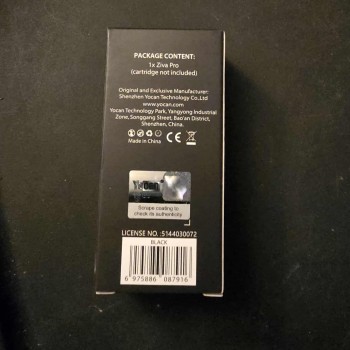 PACKAGE CONTENT:
1x Ziva Pro
(cartridge not included)
Original and Exclusive Manufacturer:
Shenzhen Yocan Technology Co.,Ltd
www.yocan.com
Yocan Technology Park, Yangyong Industrial
Zone, Songgang Street, Bao'an District,
Shenzhen, China.
Made in China
Yocan
Scrape coating to
check its authenticity
LICENSE NO. :5144030072
BLACK
6 975886 087916